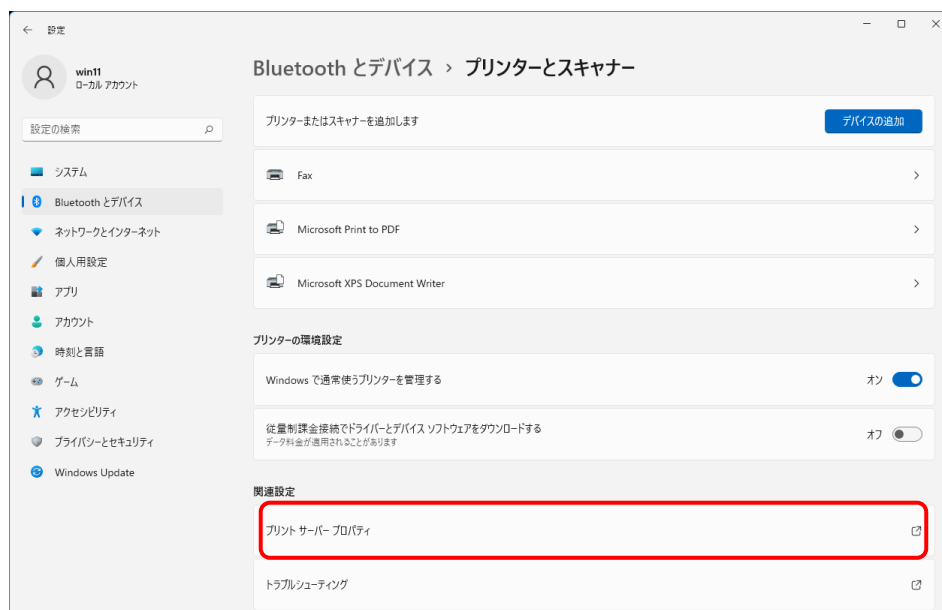 設定
win11
ローカル アカウント
設定の検索
システム
Bluetooth とデバイス
ネットワークとインターネット
個人用設定
アプリ
アカウント
時刻と言語
ゲーム
アクセシビリティ
プライバシーとセキュリティ
Windows Update
Bluetooth とデバイス › プリンターとスキャナー
プリンターまたはスキャナーを追加します
デバイスの追加
Fax
Microsoft Print to PDF
Microsoft XPS Document Writer
プリンターの環境設定
Windows で通常使うプリンターを管理する
オン
従量制課金接続でドライバーとデバイス ソフトウェアをダウンロードする
データ料金が適用されることがあります
オフ
関連設定
プリント サーバー プロパティ
トラブルシューティング